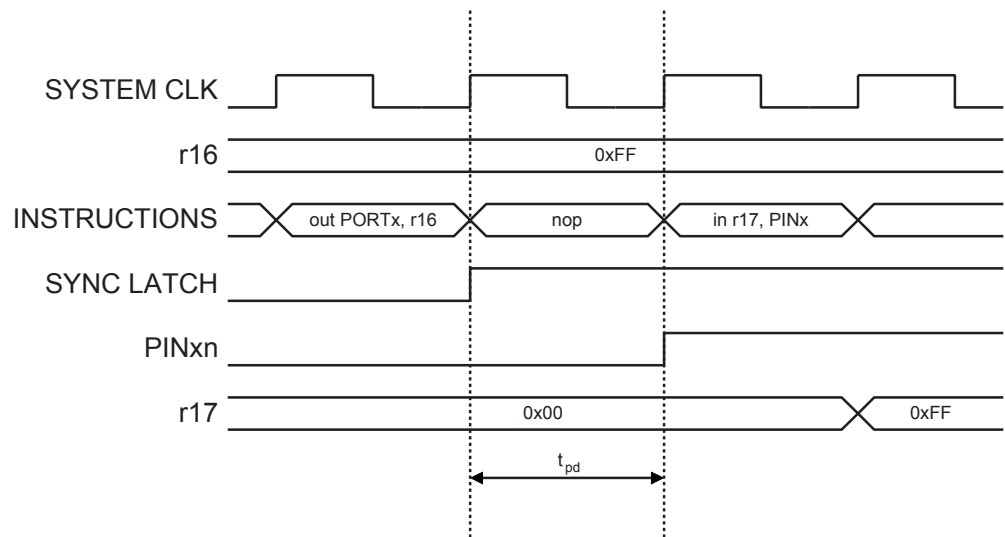 SYSTEM CLK
r16
0xFF
INSTRUCTIONS
out PORTx, r16
nop
in r17, PINx
SYNC LATCH
PINxn
r17
0x00
0xFF
tpd